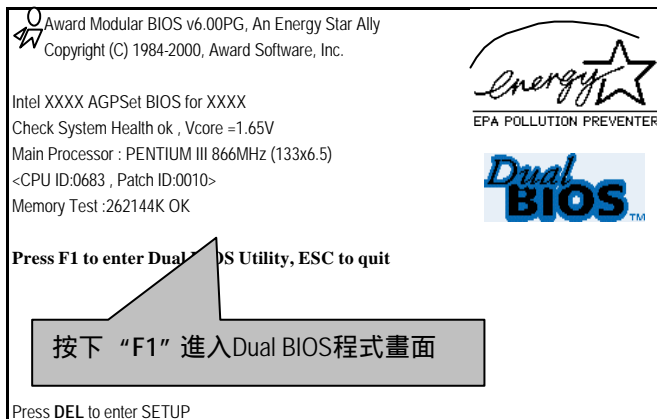 Award Modular BIOS v6.00PG, An Energy Star Ally
Copyright (C) 1984-2000, Award Software, Inc.
energy
EPA POLLUTION PREVENTER
Intel XXXX AGPSet BIOS for XXXX
Check System Health ok , Vcore =1.65V
Main Processor : PENTIUM III 866MHz (133x6.5)
<CPU ID:0683 , Patch ID:0010>
Memory Test :262144K OK
Dual
BIOS TM
Press F1 to enter Dual BIOS Utility, ESC to quit
按下 “F1” 進入Dual BIOS程式畫面
Press DEL to enter SETUP